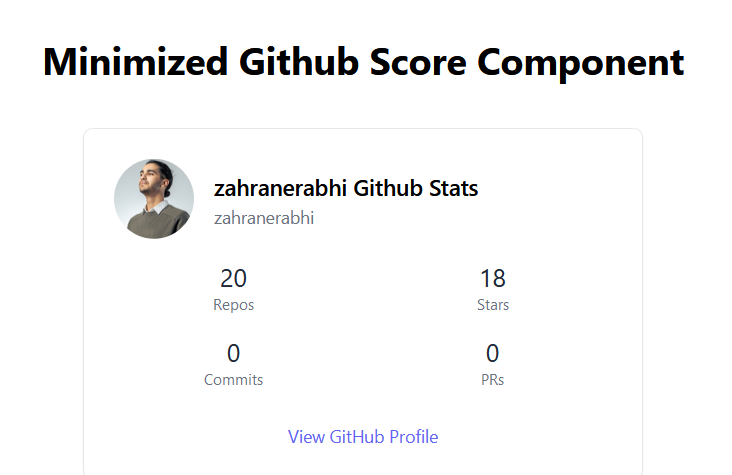 Minimized Github Score Component
zahranerabhi Github Stats
zahranerabhi
20 18
Repos Stars
0 0
Commits PRs
View GitHub Profile